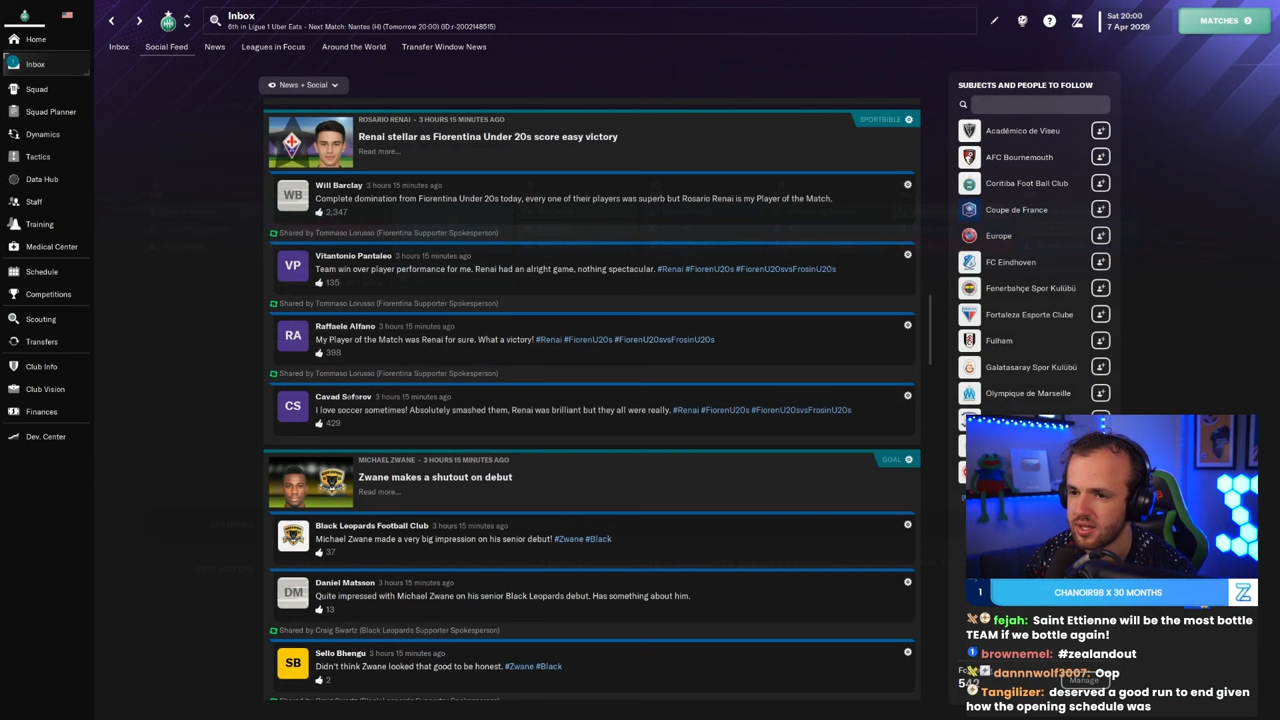 Inbox
6th in Ligue 1 Uber Eats - Next Match: Nantes (H) (Tomorrow 20:00) (ID:r-2002148515)
Sat 20:00
7 Apr 2029
MATCHES
Home
Inbox
Squad
Squad Planner
Dynamics
Tactics
Data Hub
Staff
Training
Medical Center
Schedule
Competitions
Scouting
Transfers
Club Info
Club Vision
Finances
Dev. Center
Inbox Social Feed News Leagues in Focus Around the World Transfer Window News
News + Social
ROSARIO RENAI - 3 HOURS 15 MINUTES AGO
SPORTBIBLE
Renai stellar as Fiorentina Under 20s score easy victory
Read more...
WB
Will Barclay 3 hours 15 minutes ago
Complete domination from Fiorentina Under 20s today, every one of their players was superb but Rosario Renai is my Player of the Match.
2,347
Shared by Tommaso Lorusso (Fiorentina Supporter Spokesperson)
VP
Vitantonio Pantaleo 3 hours 15 minutes ago
Team win over player performance for me. Renai had an alright game, nothing spectacular. #Renai #FiorenU20s #FiorenU20svsFrosinU20s
135
Shared by Tommaso Lorusso (Fiorentina Supporter Spokesperson)
RA
Raffaele Alfano 3 hours 15 minutes ago
My Player of the Match was Renai for sure. What a victory! #Renai #FiorenU20s #FiorenU20svsFrosinU20s
398
Shared by Tommaso Lorusso (Fiorentina Supporter Spokesperson)
CS
Cavad Səfərov 3 hours 15 minutes ago
I love soccer sometimes! Absolutely smashed them, Renai was brilliant but they all were really. #Renai #FiorenU20s #FiorenU20svsFrosinU20s
429
MICHAEL ZWANE - 3 HOURS 15 MINUTES AGO
GOAL
Zwane makes a shutout on debut
Read more...
Black Leopards Football Club 3 hours 15 minutes ago
Michael Zwane made a very big impression on his senior debut! #Zwane #Black
37
DM
Daniel Matsson 3 hours 15 minutes ago
Quite impressed with Michael Zwane on his senior Black Leopards debut. Has something about him.
13
Shared by Craig Swartz (Black Leopards Supporter Spokesperson)
SB
Sello Bhengu 3 hours 15 minutes ago
Didn't think Zwane looked that good to be honest. #Zwane #Black
2
Shared by Craig Swartz (Black Leopards Supporter Spokesperson)
SUBJECTS AND PEOPLE TO FOLLOW
Académico de Viseu
AFC Bournemouth
Coritiba Foot Ball Club
Coupe de France
Europe
FC Eindhoven
Fenerbahçe Spor Kulübü
Fortaleza Esporte Clube
Fulham
Galatasaray Spor Kulübü
Olympique de Marseille
1 CHANOIR98 X 30 MONTHS
fejah: Saint Ettienne will be the most bottle
TEAM if we bottle again!
brownemel: #zealandout
dannnwolf3007: Oop
Manage
Tangilizer: deserved a good run to end given
how the opening schedule was